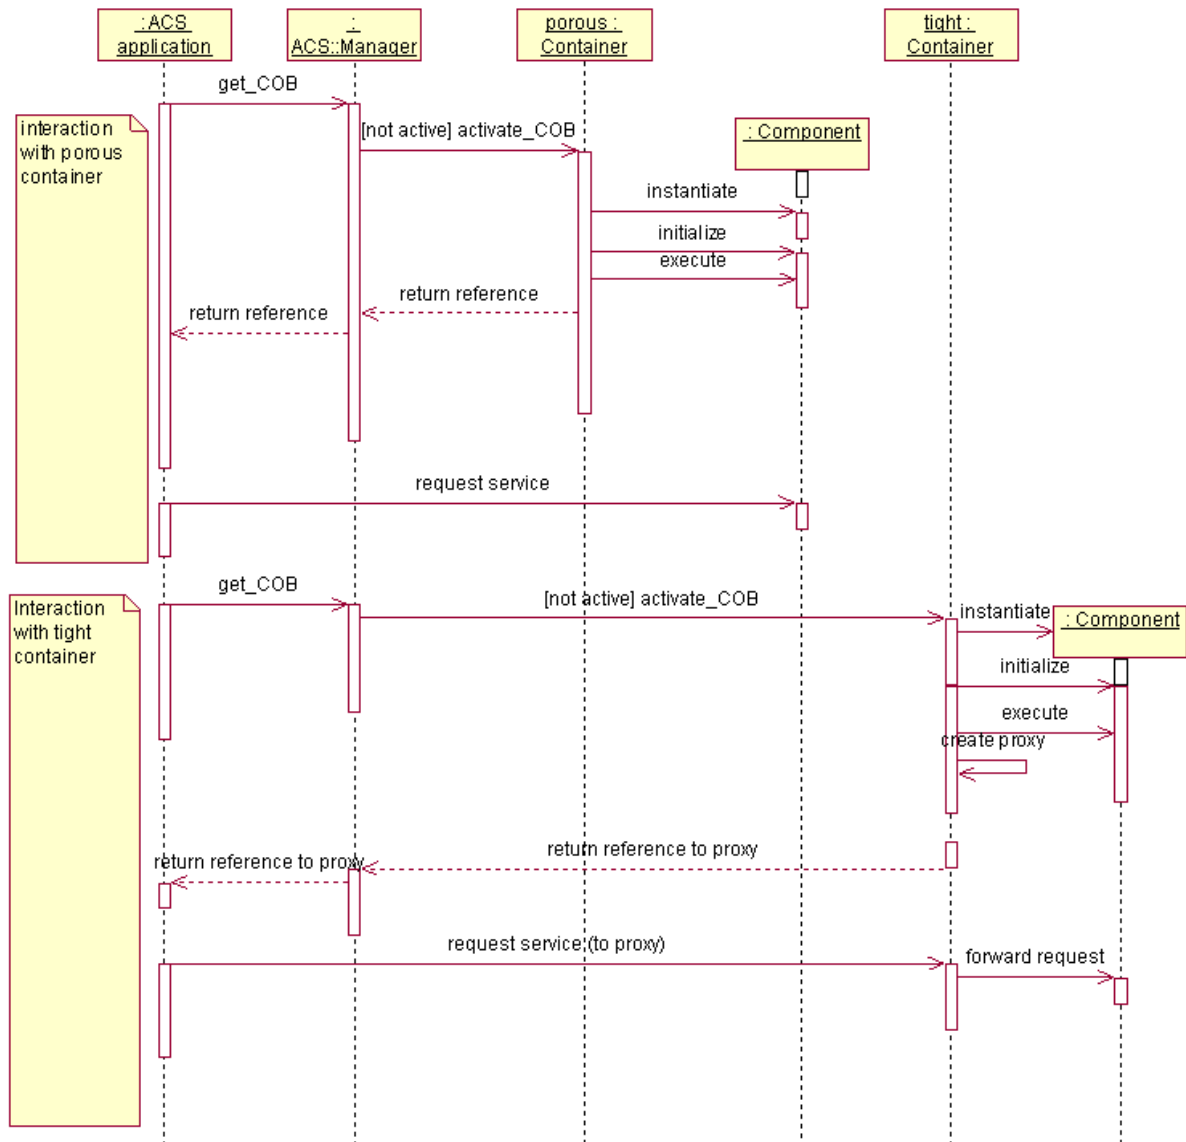 :ACS
application
:
ACS::Manager
porous :
Container
tight :
Container
get_COB
interaction
with porous
container
[not active] activate_COB
: Component
instantiate
initialize
execute
return reference
return reference
request service
get_COB
[not active] activate_COB
Interaction
with tight
container
instantiate
: Component
initialize
execute
create proxy
return reference to proxy
return reference to proxy
request service (to proxy)
forward request